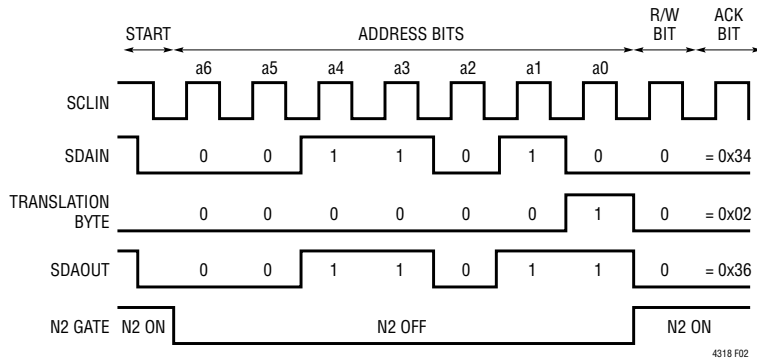 START
ADDRESS BITS
R/W BIT
ACK BIT
a6 a5 a4 a3 a2 a1 a0
SCLIN
SDAIN 0 0 1 1 0 1 0 0 = 0x34
TRANSLATION BYTE 0 0 0 0 0 0 1 0 = 0x02
SDAOUT 0 0 1 1 0 1 1 0 = 0x36
N2 GATE N2 ON N2 OFF N2 ON
4318 F02